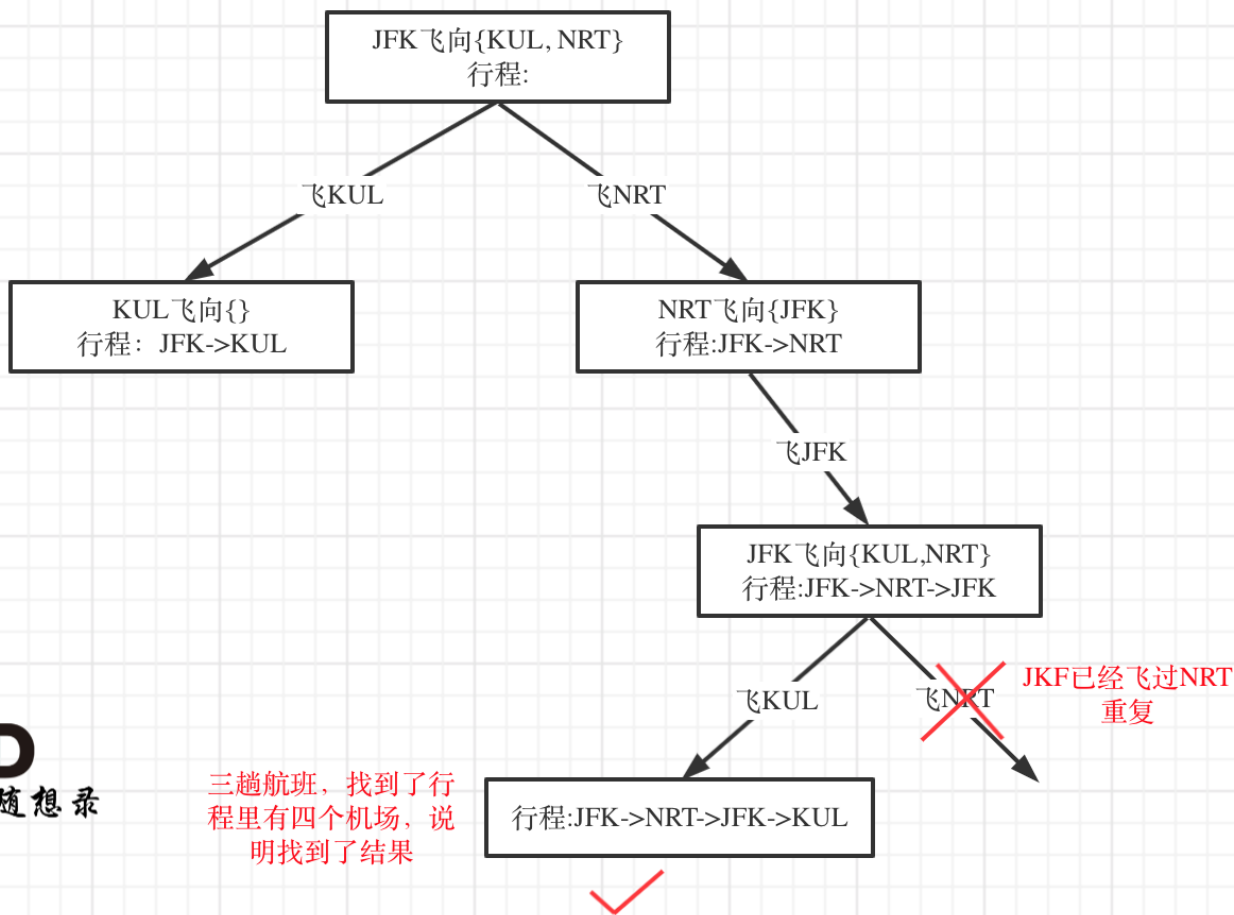 JFK飞向{KUL, NRT}
行程:
飞KUL
飞NRT
KUL飞向{}
行程：JFK->KUL
NRT飞向{JFK}
行程:JFK->NRT
飞JFK
JFK飞向{KUL,NRT}
行程:JFK->NRT->JFK
飞KUL
飞NRT
JKF已经飞过NRT
重复
三趟航班，找到了行
程里有四个机场，说
明找到了结果
行程:JFK->NRT->JFK->KUL
D
随想录